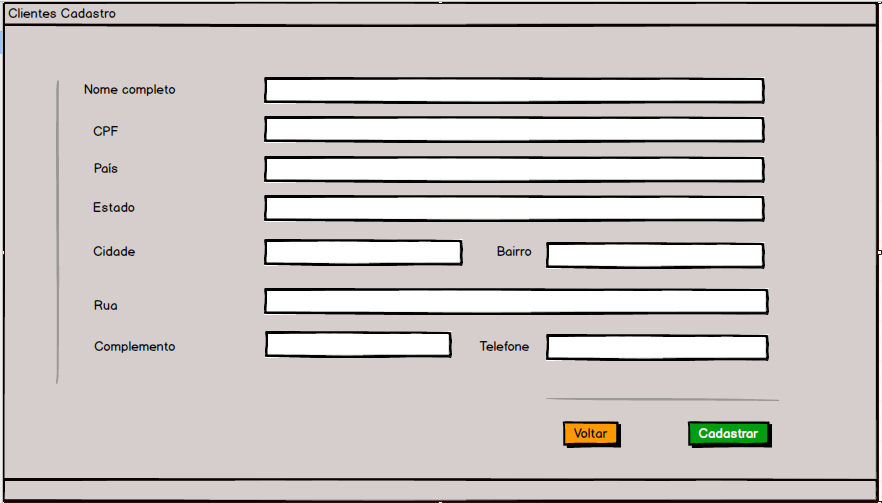 Clientes Cadastro
Nome completo
CPF
País
Estado
Cidade Bairro
Rua
Complemento Telefone
Voltar Cadastrar